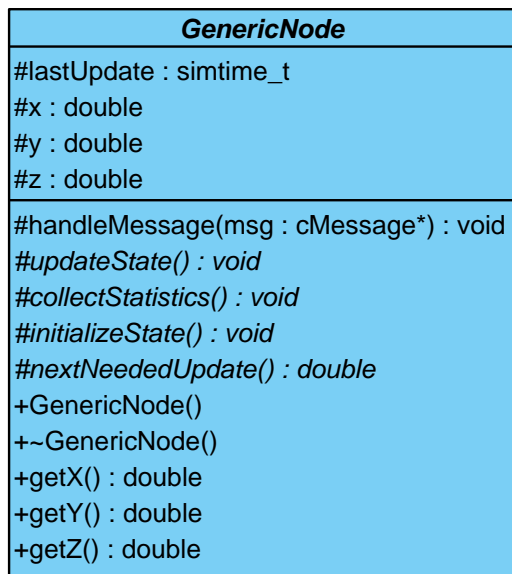 GenericNode
#lastUpdate : simtime_t
#x : double
#y : double
#z : double
#handleMessage(msg : cMessage*) : void
#updateState() : void
#collectStatistics() : void
#initializeState() : void
#nextNeededUpdate() : double
+GenericNode()
+~GenericNode()
+getX() : double
+getY() : double
+getZ() : double